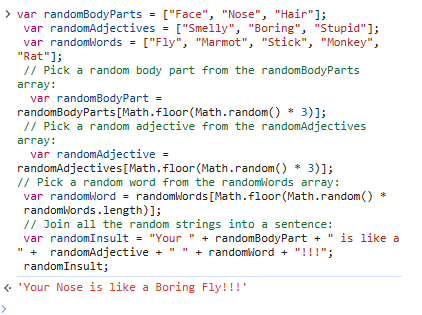 > var randomBodyParts = ["Face", "Nose", "Hair"];
var randomAdjectives = ["Smelly", "Boring", "Stupid"];
var randomWords = ["Fly", "Marmot", "Stick", "Monkey",
"Rat"];
// Pick a random body part from the randomBodyParts
array:
var randomBodyPart =
randomBodyParts[Math.floor(Math.random() * 3)];
// Pick a random adjective from the randomAdjectives
array:
var randomAdjective =
randomAdjectives[Math.floor(Math.random() * 3)];
// Pick a random word from the randomWords array:
var randomWord = randomWords[Math.floor(Math.random() *
randomWords.length)];
// Join all the random strings into a sentence:
var randomInsult = "Your " + randomBodyPart + " is like a
" + randomAdjective + " " + randomWord + "!!!";
randomInsult;
'Your Nose is like a Boring Fly!!!'
>